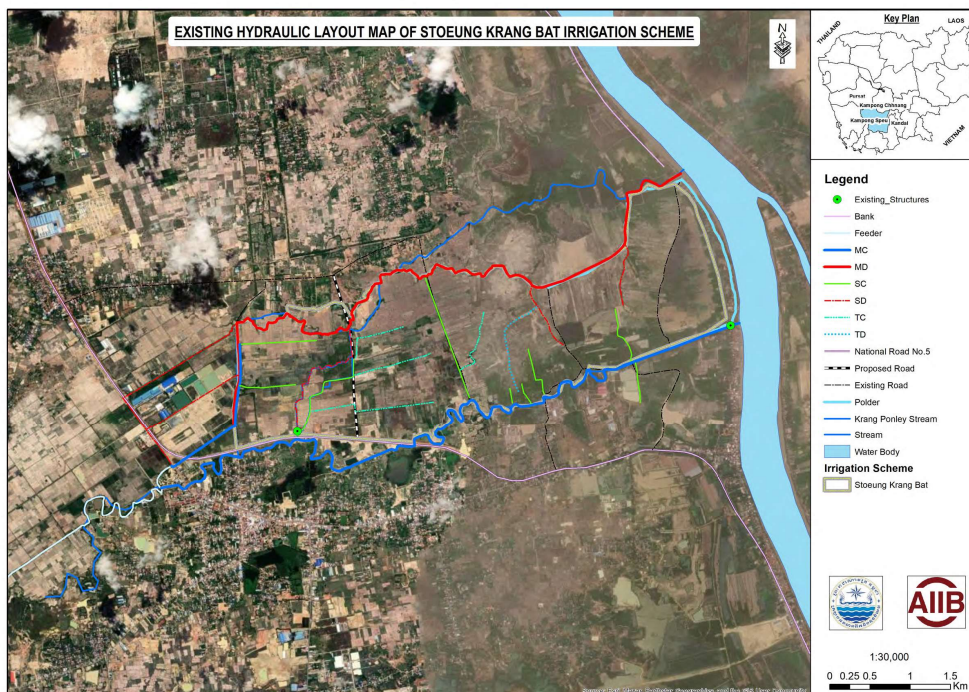 EXISTING HYDRAULIC LAYOUT MAP OF STOEUNG KRANG BAT IRRIGATION SCHEME
N
Key Plan
THAILAND
LAOS
Pursat
Kampong Chhnang
Kampong Speu
Kandal
VIETNAM
Legend
Existing_Structures
Bank
Feeder
MC
MD
SC
SD
TC
TD
National Road No.5
Proposed Road
Existing Road
Polder
Krang Ponley Stream
Stream
Water Body
Irrigation Scheme
Stoeung Krang Bat
AIIB
1:30,000
0 0.25 0.5 1 1.5
Km